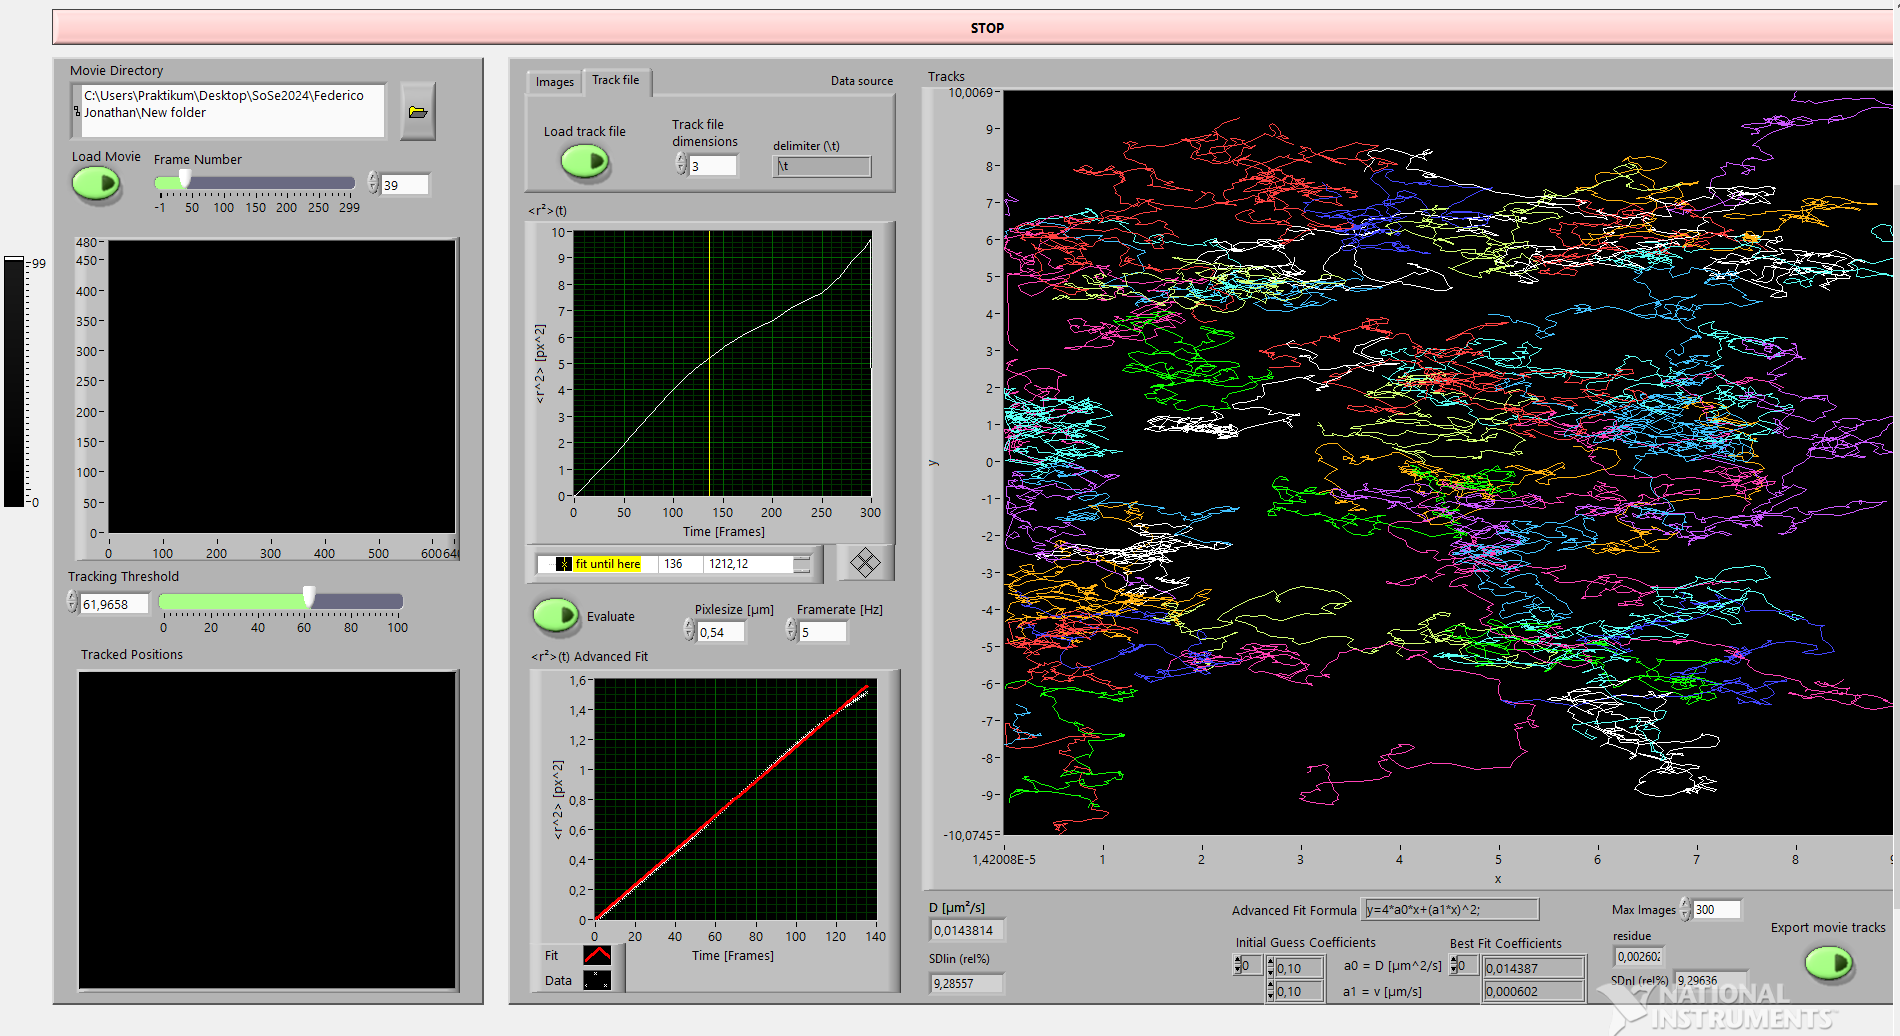 STOP
Movie Directory
C:\Users\Praktikum\Desktop\SoSe2024\Federico
Jonathan\New folder
Load Movie
Frame Number
39
-1 50 100 150 200 250 299
99
0
480
450
400
350
300
250
200
150
100
50
0
0 100 200 300 400 500 600 640
Tracking Threshold
61,9658
0 20 40 60 80 100
Tracked Positions
Images
Track file
Data source
Load track file
Track file
dimensions
3
delimiter (\t)
\t
<r²>(t)
<r^2> [px^2]
10
9
8
7
6
5
4
3
2
1
0
0 50 100 150 200 250 300
Time [Frames]
fit until here 136 1212,12
Evaluate
Pixlesize [µm]
0,54
Framerate [Hz]
5
<r²>(t) Advanced Fit
<r^2> [px^2]
1,6
1,4
1,2
1
0,8
0,6
0,4
0,2
0
0 20 40 60 80 100 120 140
Time [Frames]
Fit
Data
Tracks
y
10,0069
9
8
7
6
5
4
3
2
1
0
-1
-2
-3
-4
-5
-6
-7
-8
-9
-10,0745
1,42008E-5 1 2 3 4 5 6 7 8
x
D [µm²/s]
0,0143814
SDlin (rel%)
9,28557
Advanced Fit Formula
y=4*a0*x+(a1*x)^2;
Initial Guess Coefficients
0
0,10
0,10
a0 = D [µm^2/s]
a1 = v [µm/s]
Best Fit Coefficients
0
0,014387
0,000602
Max Images
300
residue
0,002602
SDnl (rel%)
9,29636
Export movie tracks
NATIONAL
INSTRUMENTS